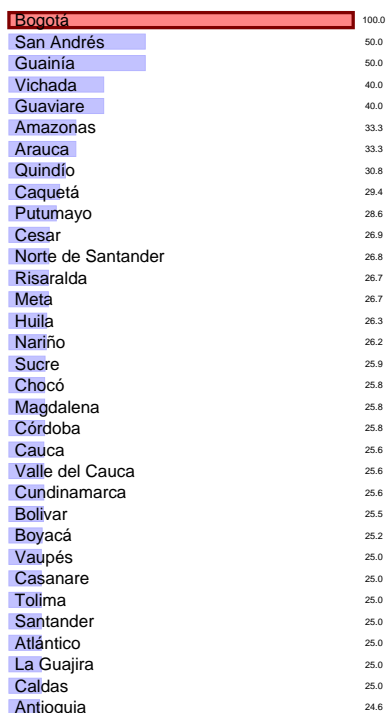 Bogotá 100.0
San Andrés 50.0
Guainía 50.0
Vichada 40.0
Guaviare 40.0
Amazonas 33.3
Arauca 33.3
Quindío 30.8
Caquetá 29.4
Putumayo 28.6
Cesar 26.9
Norte de Santander 26.8
Risaralda 26.7
Meta 26.7
Huila 26.3
Nariño 26.2
Sucre 25.9
Chocó 25.8
Magdalena 25.8
Córdoba 25.8
Cauca 25.6
Valle del Cauca 25.6
Cundinamarca 25.6
Bolivar 25.5
Boyacá 25.2
Vaupés 25.0
Casanare 25.0
Tolima 25.0
Santander 25.0
Atlántico 25.0
La Guajira 25.0
Caldas 25.0
Antioquia 24.6